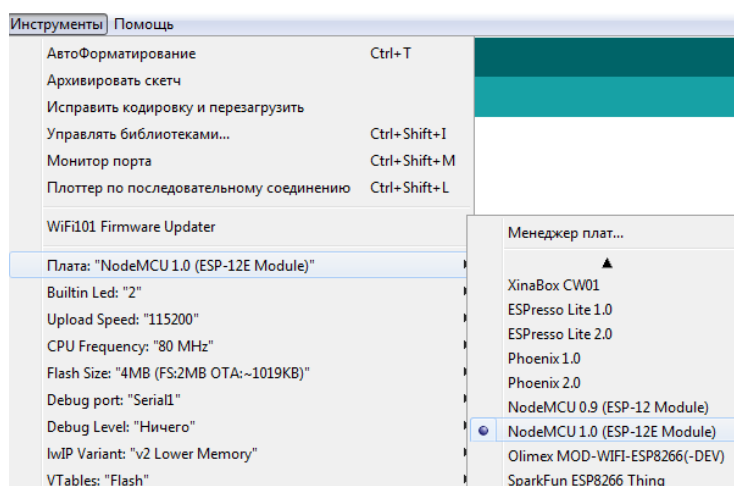 Инструменты Помощь
АвтоФорматирование Ctrl+T
Архивировать скетч
Исправить кодировку и перезагрузить
Управлять библиотеками... Ctrl+Shift+I
Монитор порта Ctrl+Shift+M
Плоттер по последовательному соединению Ctrl+Shift+L
WiFi101 Firmware Updater
Плата: "NodeMCU 1.0 (ESP-12E Module)"
Builtin Led: "2"
Upload Speed: "115200"
CPU Frequency: "80 MHz"
Flash Size: "4MB (FS:2MB OTA:~1019KB)"
Debug port: "Serial1"
Debug Level: "Ничего"
lwIP Variant: "v2 Lower Memory"
VTables: "Flash"
Менеджер плат...
XinaBox CW01
ESPresso Lite 1.0
ESPresso Lite 2.0
Phoenix 1.0
Phoenix 2.0
NodeMCU 0.9 (ESP-12 Module)
NodeMCU 1.0 (ESP-12E Module)
Olimex MOD-WIFI-ESP8266(-DEV)
SparkFun ESP8266 Thing